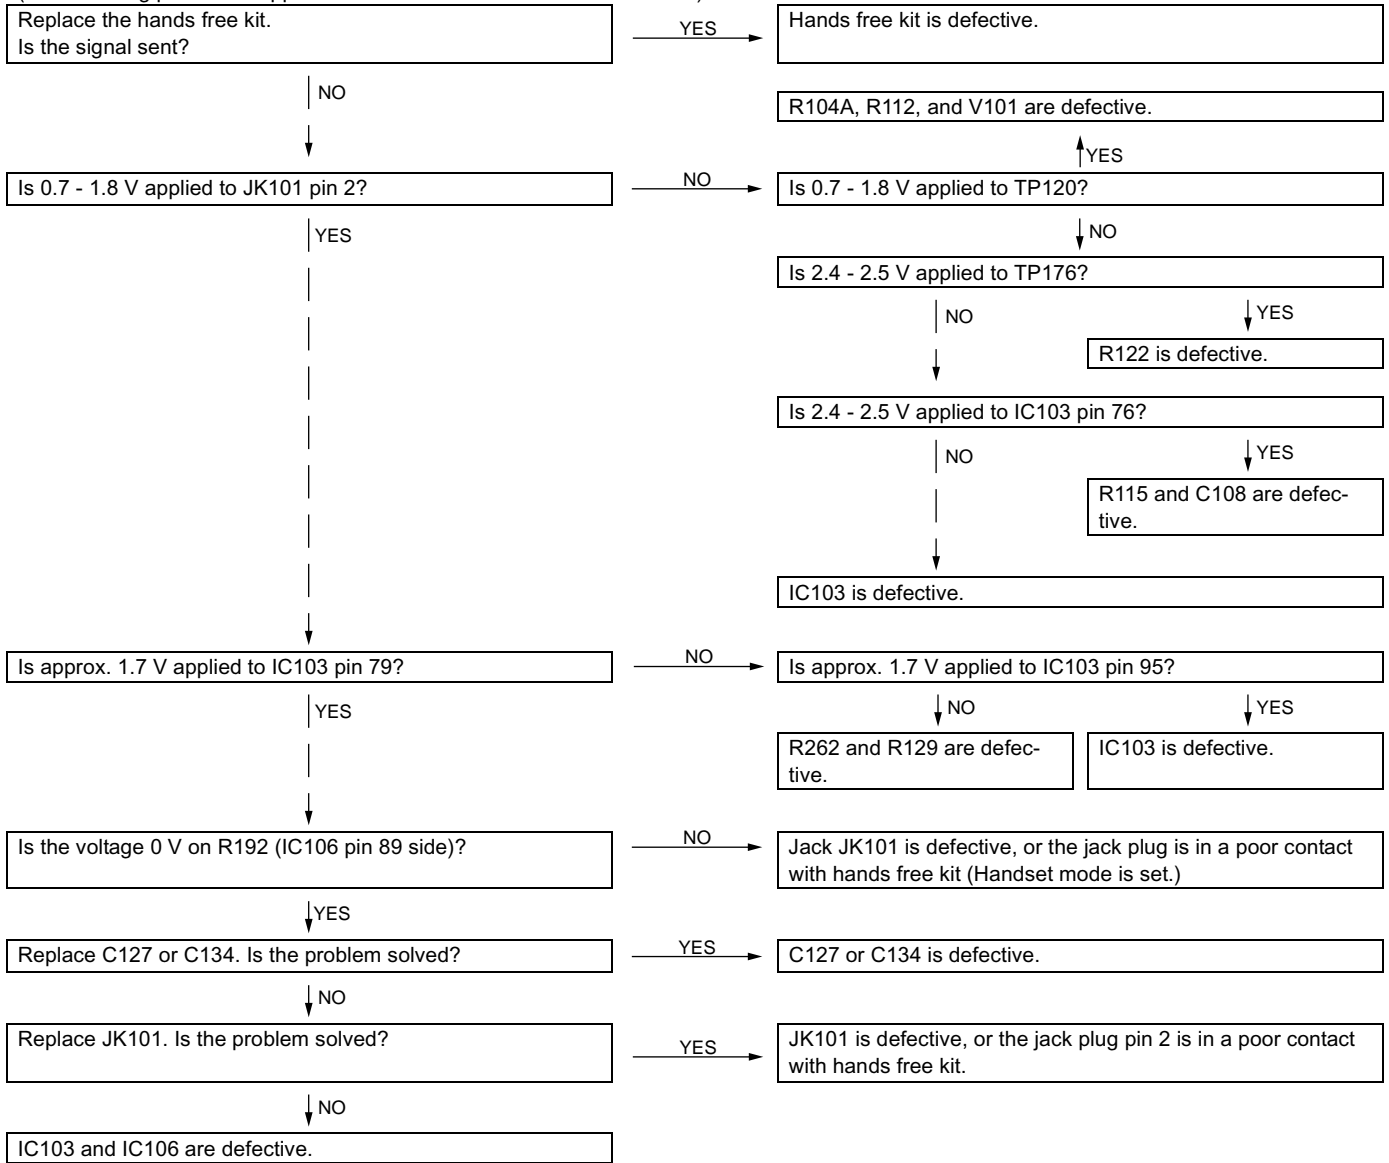 Replace the hands free kit.
Is the signal sent?
YES
Hands free kit is defective.
NO
R104A, R112, and V101 are defective.
YES
Is 0.7 - 1.8 V applied to JK101 pin 2?
NO
Is 0.7 - 1.8 V applied to TP120?
YES
NO
Is 2.4 - 2.5 V applied to TP176?
NO
YES
R122 is defective.
Is 2.4 - 2.5 V applied to IC103 pin 76?
NO
YES
R115 and C108 are defec-
tive.
IC103 is defective.
Is approx. 1.7 V applied to IC103 pin 79?
NO
Is approx. 1.7 V applied to IC103 pin 95?
YES
NO
YES
R262 and R129 are defec-
tive.
IC103 is defective.
Is the voltage 0 V on R192 (IC106 pin 89 side)?
NO
Jack JK101 is defective, or the jack plug is in a poor contact
with hands free kit (Handset mode is set.)
YES
Replace C127 or C134. Is the problem solved?
YES
C127 or C134 is defective.
NO
Replace JK101. Is the problem solved?
YES
JK101 is defective, or the jack plug pin 2 is in a poor contact
with hands free kit.
NO
IC103 and IC106 are defective.